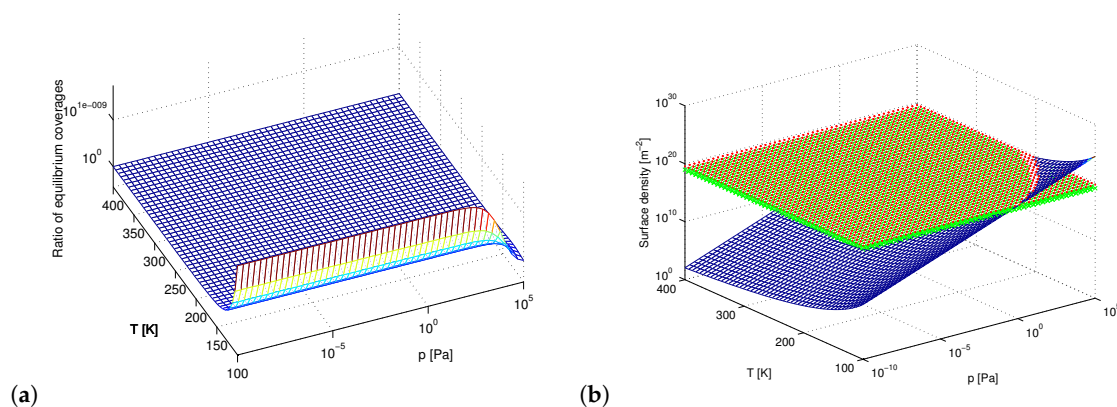 Ratio of equilibrium coverages
10^1e−009
10^0
400
350
300
250
200
150
100
T [K]
10^−5
10^0
10^5
p [Pa]
(a)
Surface density [m^−2]
10^30
10^20
10^10
10^0
400
300
200
100
T [K]
10^−10
10^−5
10^0
p [Pa]
(b)